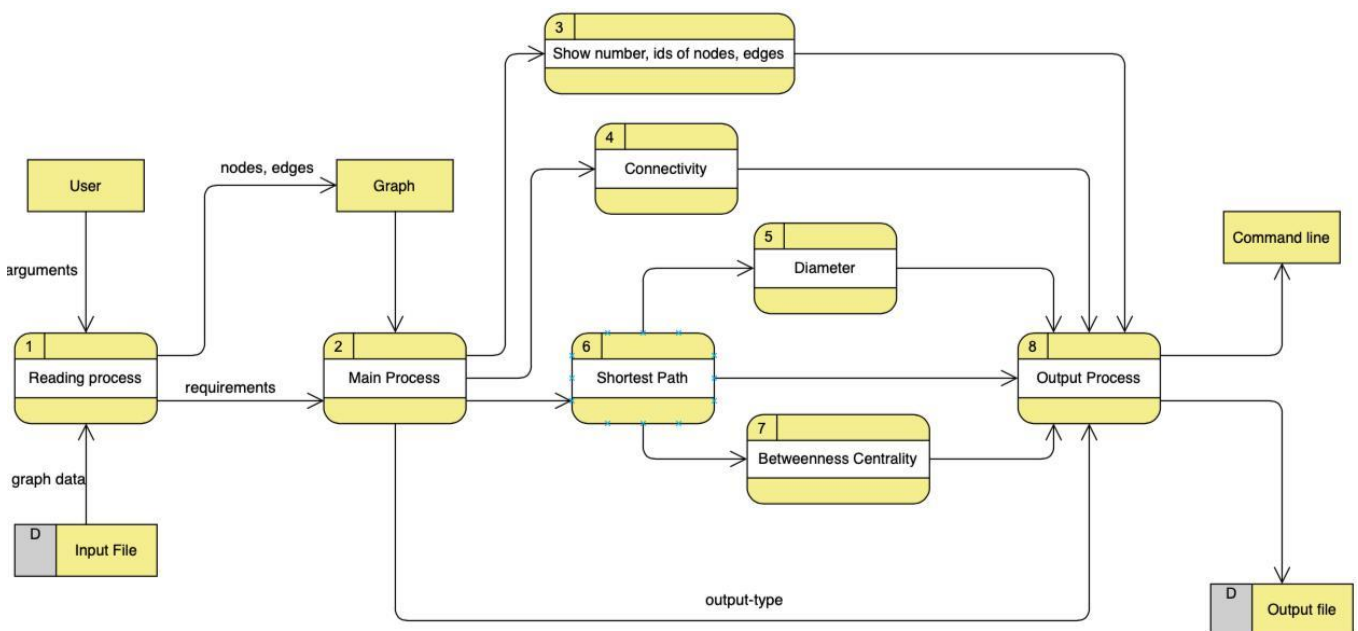 3
Show number, ids of nodes, edges
4
Connectivity
User
nodes, edges
Graph
5
Diameter
Command line
arguments
1
Reading process
requirements
2
Main Process
6
Shortest Path
8
Output Process
7
Betweenness Centrality
graph data
D
Input File
output-type
D
Output file